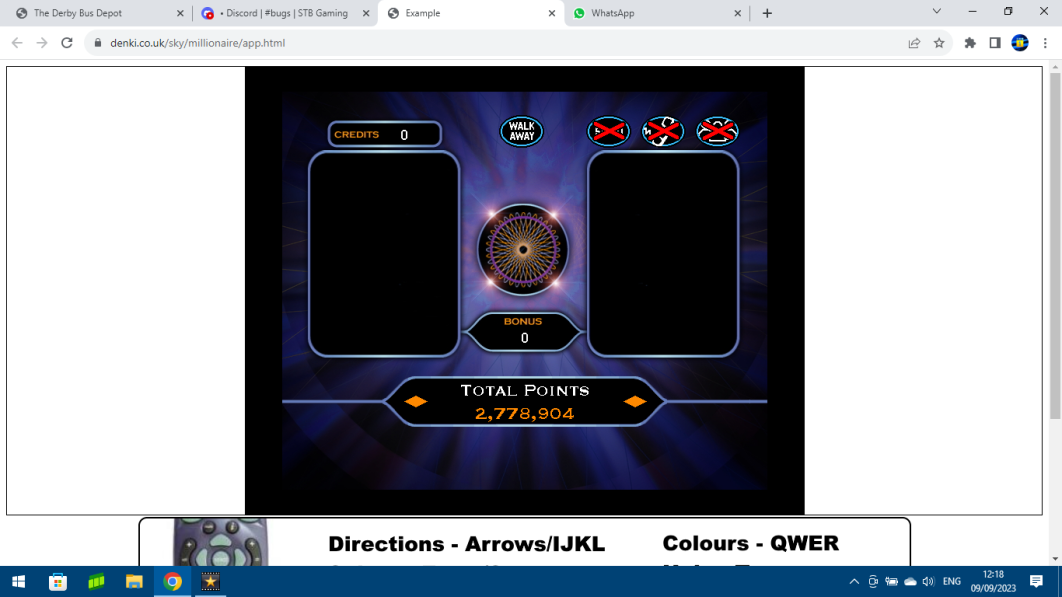 The Derby Bus Depot
• Discord | #bugs | STB Gaming
Example
WhatsApp
denki.co.uk/sky/millionaire/app.html
CREDITS 0
WALK
AWAY
BONUS
0
TOTAL POINTS
2,778,904
Directions - Arrows/IJKL
Colours - QWER
ENG
12:18
09/09/2023